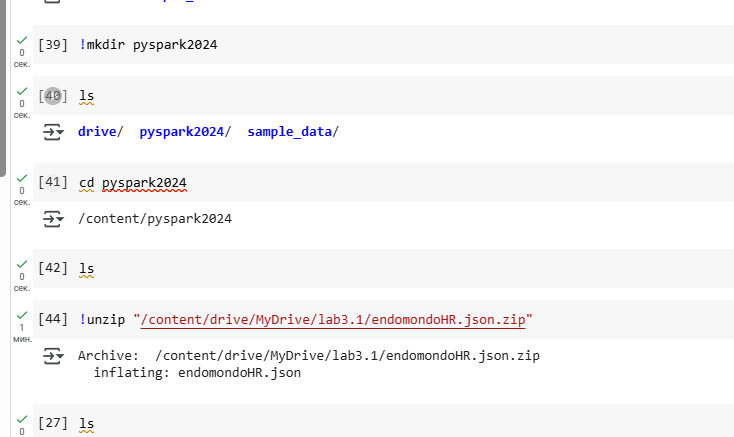 [39] !mkdir pyspark2024
0
сек.
[40] ls
0
сек.
drive/ pyspark2024/ sample_data/
[41] cd pyspark2024
0
сек.
/content/pyspark2024
[42] ls
0
сек.
[44] !unzip "/content/drive/MyDrive/lab3.1/endomondoHR.json.zip"
1
мин.
Archive:  /content/drive/MyDrive/lab3.1/endomondoHR.json.zip
  inflating: endomondoHR.json
[27] ls
0